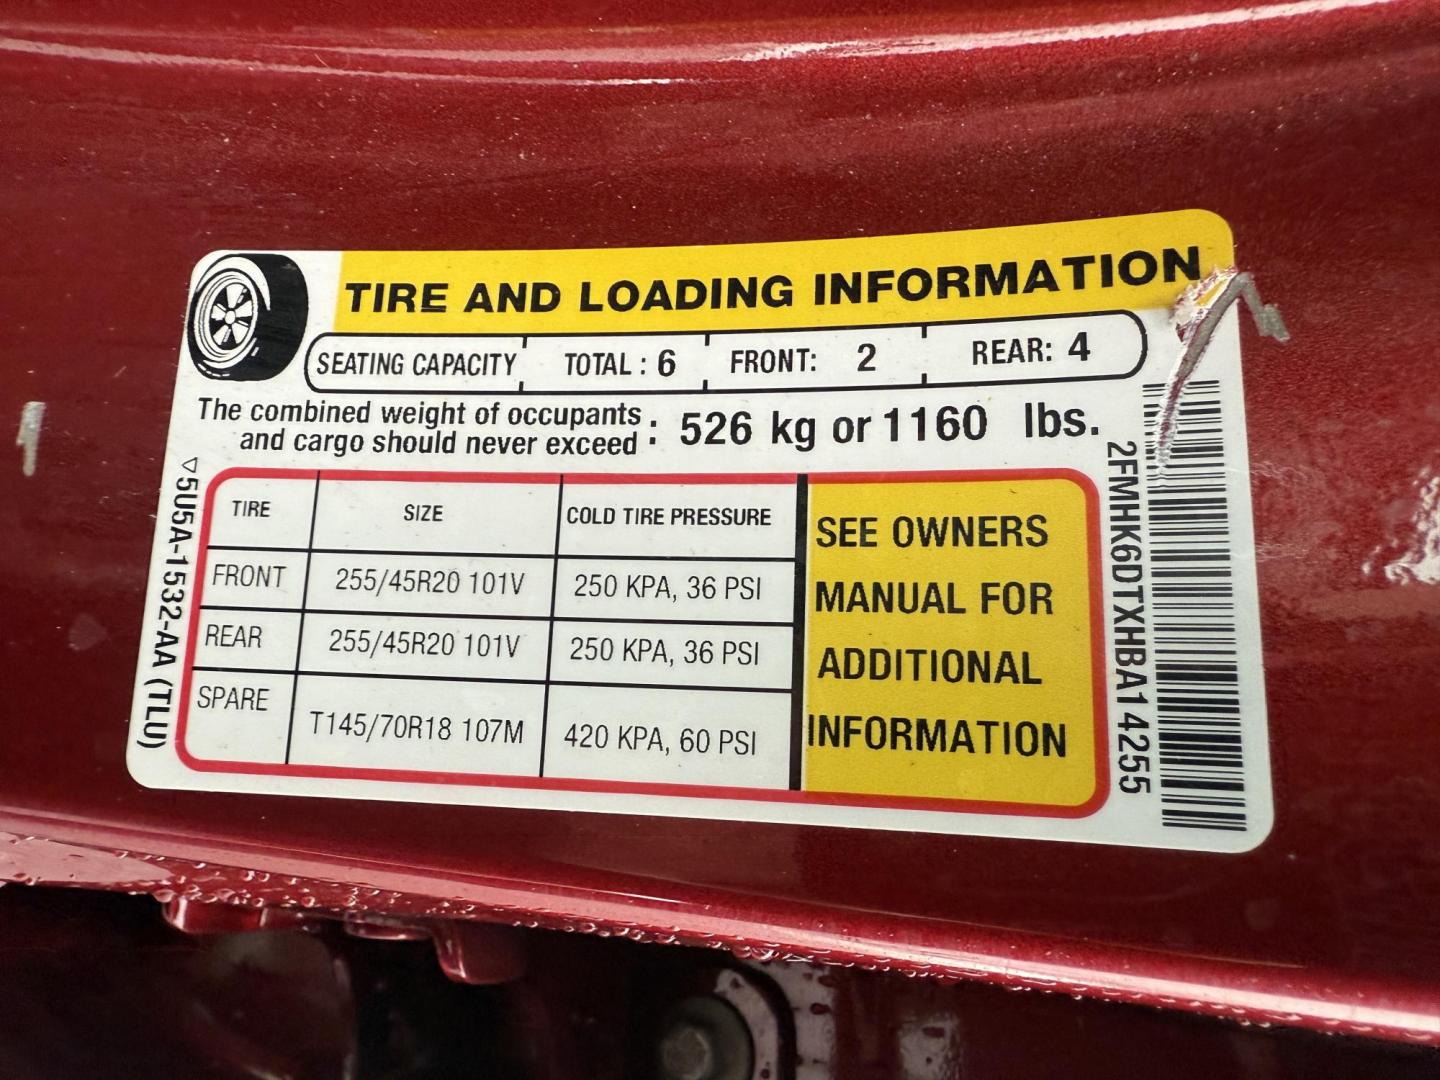 TIRE AND LOADING INFORMATION
SEATING CAPACITY TOTAL : 6 FRONT: 2 REAR: 4
The combined weight of occupants
and cargo should never exceed : 526 kg or 1160 lbs.
TIRE SIZE COLD TIRE PRESSURE
FRONT 255/45R20 101V 250 KPA, 36 PSI
REAR 255/45R20 101V 250 KPA, 36 PSI
SPARE T145/70R18 107M 420 KPA, 60 PSI
SEE OWNERS
MANUAL FOR
ADDITIONAL
INFORMATION
5U5A-1532-AA (TLU)
2FMHK6DTXHBA14255